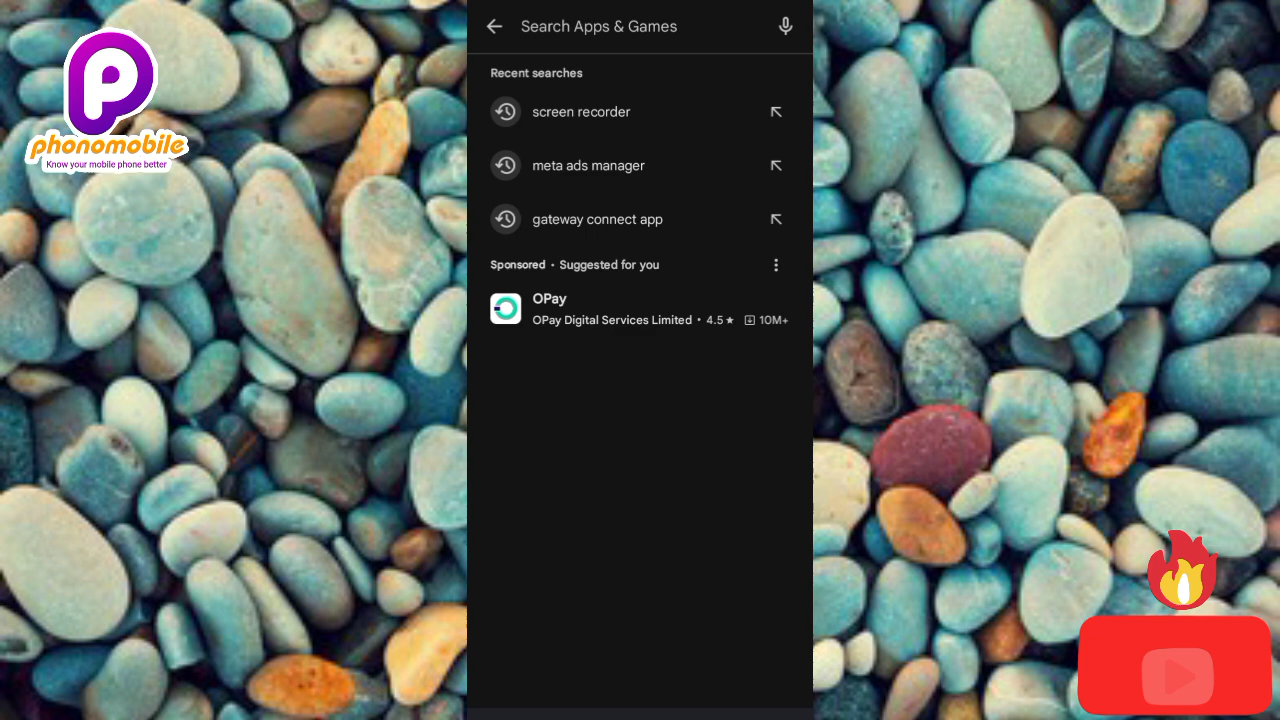 phonomobile
Know your mobile phone better
Search Apps & Games
Recent searches
screen recorder
meta ads manager
gateway connect app
Sponsored • Suggested for you
OPay
OPay Digital Services Limited • 4.5★ 10M+